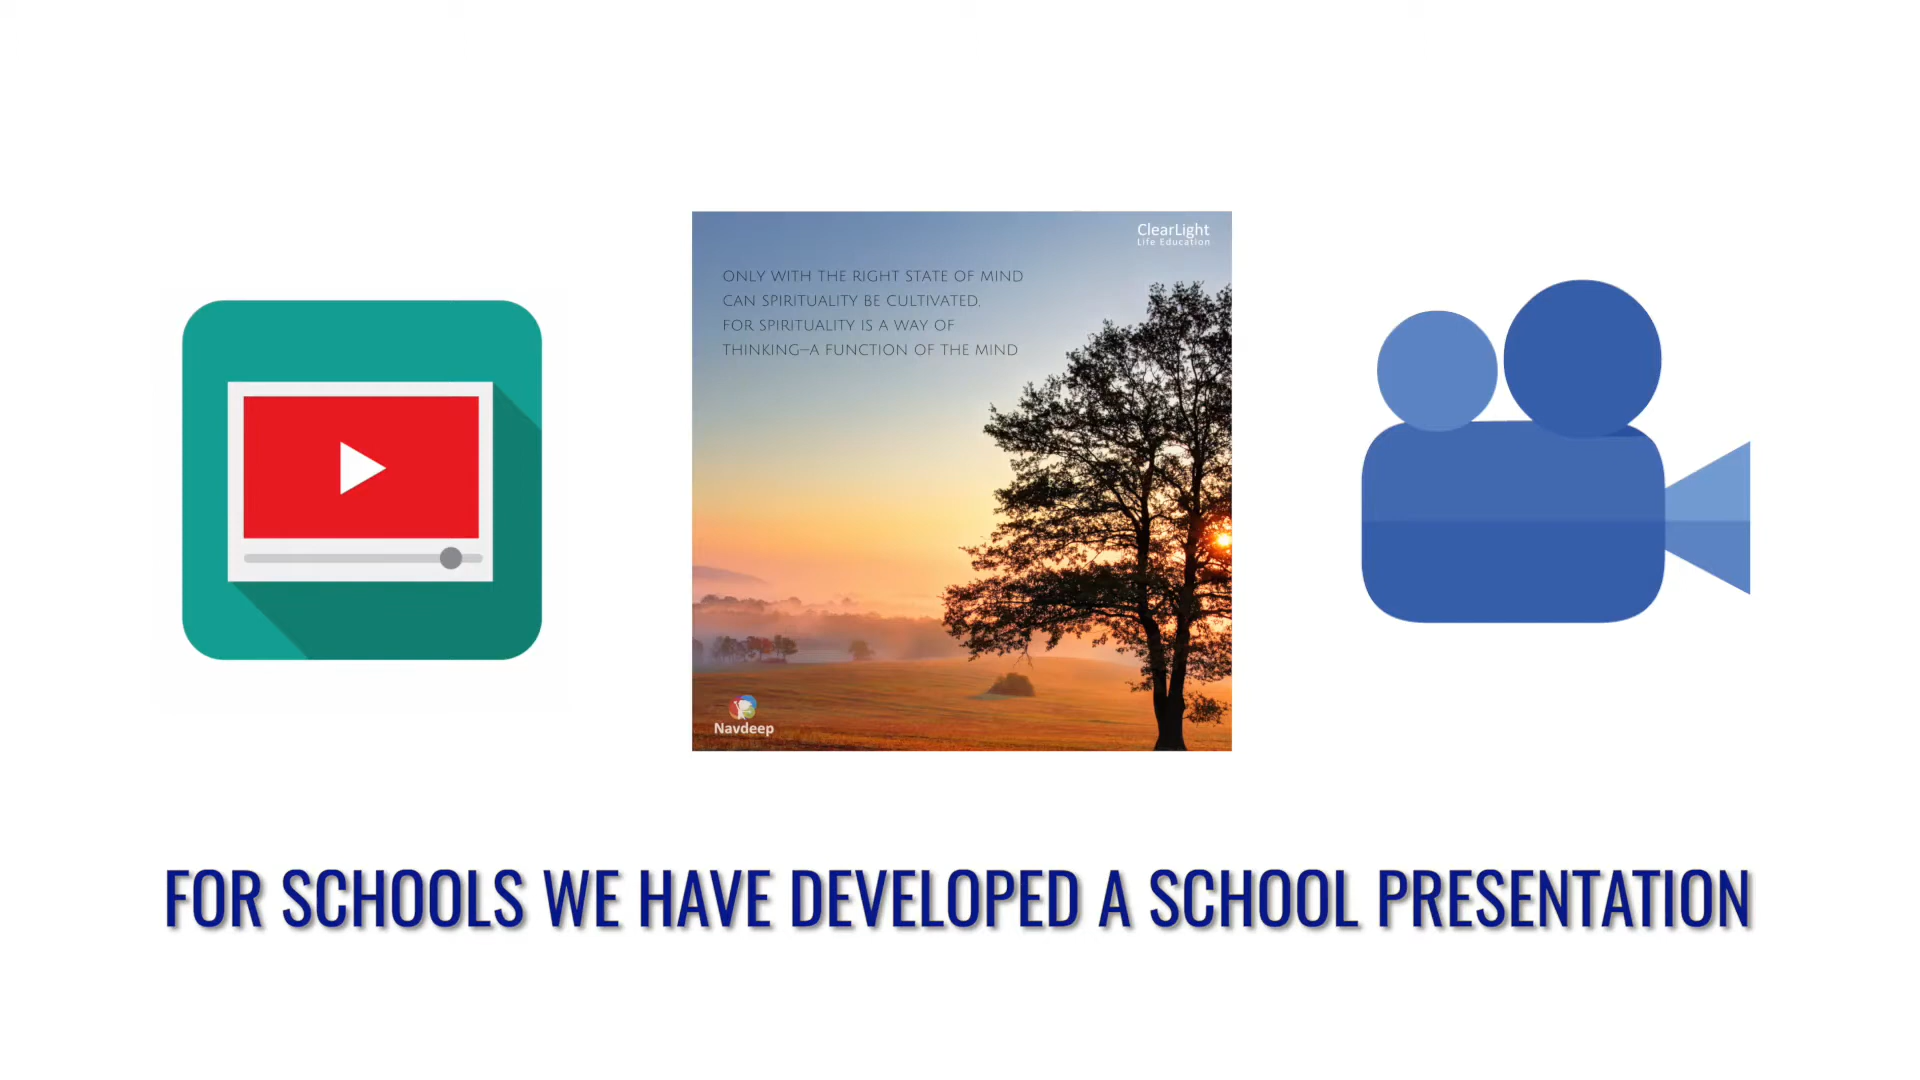 ClearLight
Life Education
ONLY WITH THE RIGHT STATE OF MIND
CAN SPIRITUALITY BE CULTIVATED,
FOR SPIRITUALITY IS A WAY OF
THINKING—A FUNCTION OF THE MIND
Navdeep
FOR SCHOOLS WE HAVE DEVELOPED A SCHOOL PRESENTATION